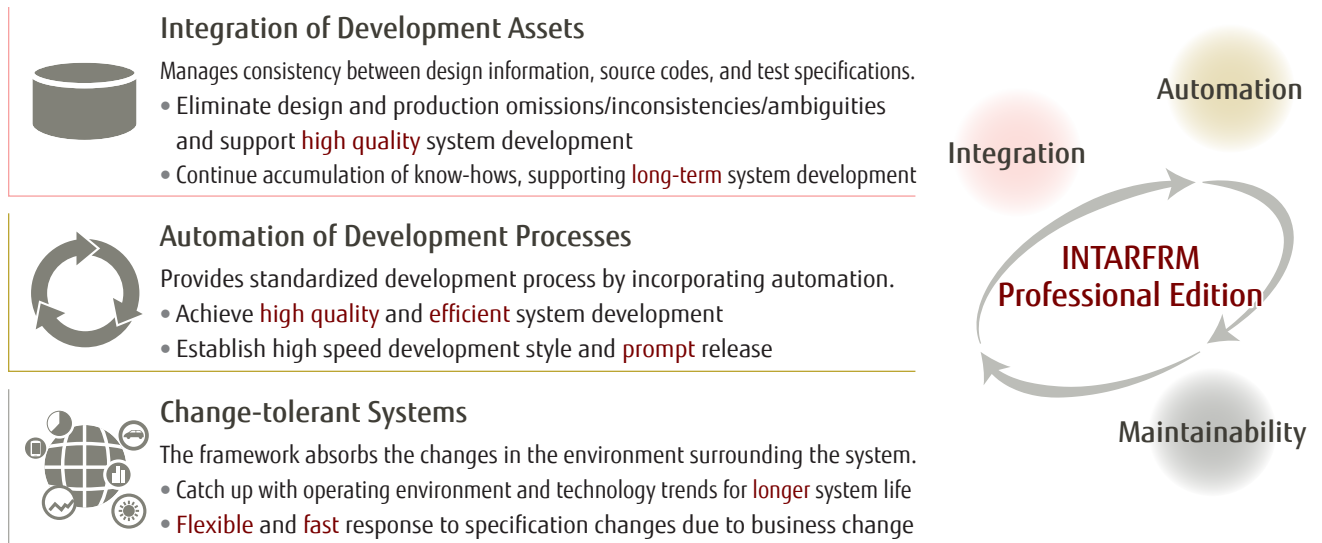 Integration of Development Assets
Manages consistency between design information, source codes, and test specifications.
• Eliminate design and production omissions/inconsistencies/ambiguities
and support high quality system development
• Continue accumulation of know-hows, supporting long-term system development
Automation of Development Processes
Provides standardized development process by incorporating automation.
• Achieve high quality and efficient system development
• Establish high speed development style and prompt release
Change-tolerant Systems
The framework absorbs the changes in the environment surrounding the system.
• Catch up with operating environment and technology trends for longer system life
• Flexible and fast response to specification changes due to business change
Automation
Integration
INTARFRM
Professional Edition
Maintainability